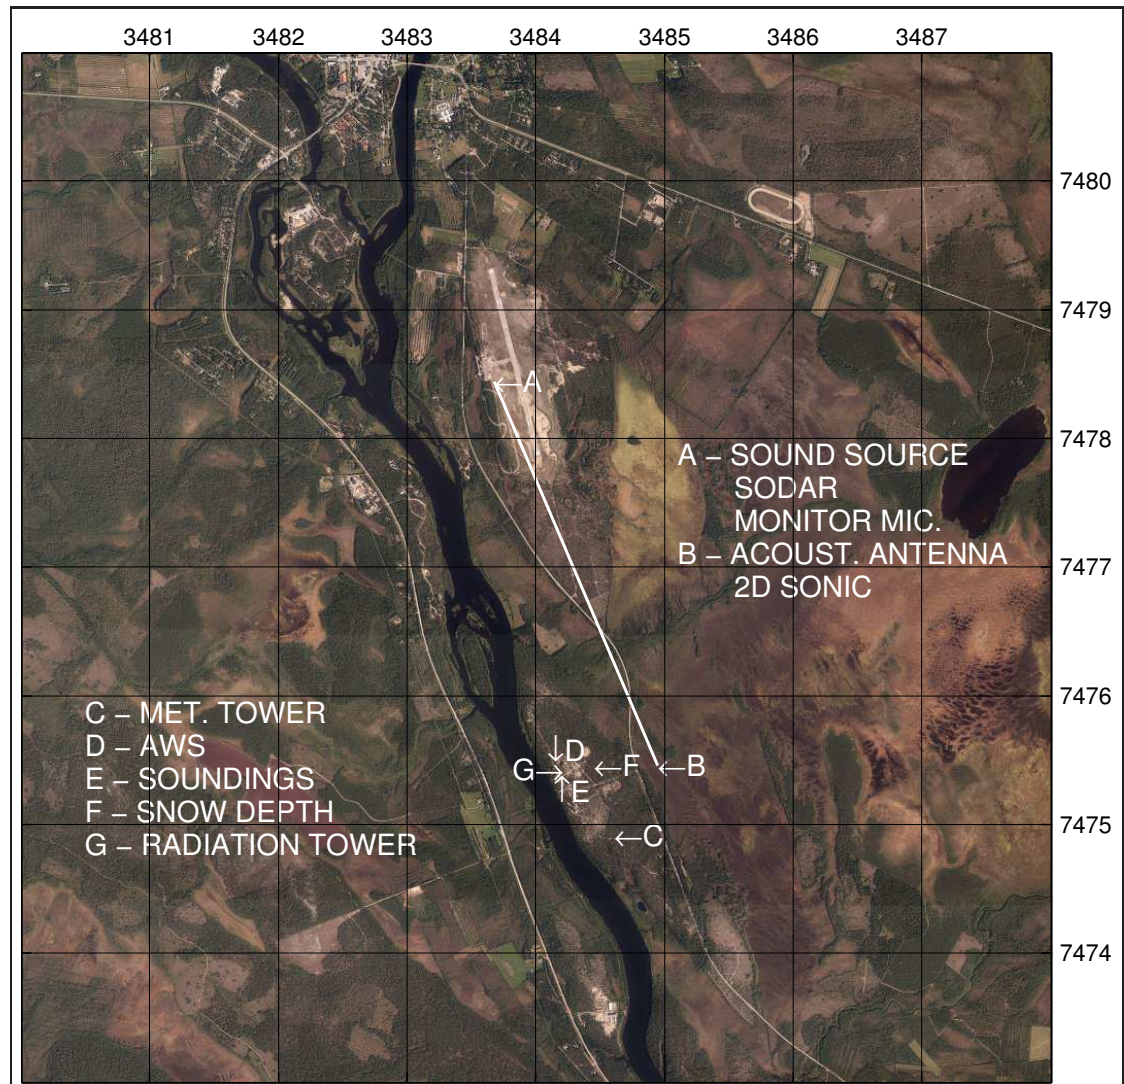 3481 3482 3483 3484 3485 3486 3487
7480
7479
←A
7478
A – SOUND SOURCE
SODAR
MONITOR MIC.
B – ACOUST. ANTENNA
7477
2D SONIC
7476
C – MET. TOWER
D – AWS
E – SOUNDINGS
F – SNOW DEPTH
G – RADIATION TOWER
↓D
G→ ←F ←B
↑E
7475
←C
7474